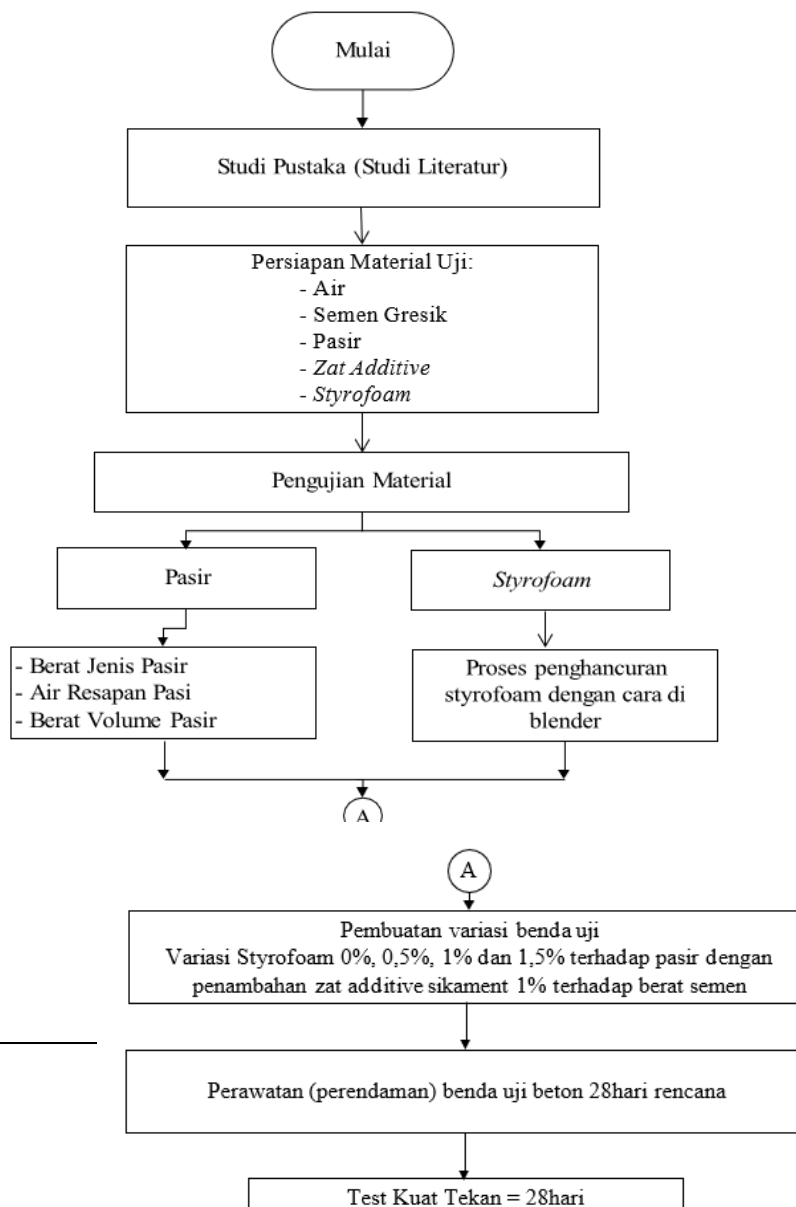 Mulai
Studi Pustaka (Studi Literatur)
Persiapan Material Uji:
- Air
- Semen Gresik
- Pasir
- Zat Additive
- Styrofoam
Pengujian Material
Pasir
Styrofoam
- Berat Jenis Pasir
- Air Resapan Pasi
- Berat Volume Pasir
Proses penghancuran
styrofoam dengan cara di
blender
A
A
Pembuatan variasi benda uji
Variasi Styrofoam 0%, 0,5%, 1% dan 1,5% terhadap pasir dengan
penambahan zat additive sikament 1% terhadap berat semen
Perawatan (perendaman) benda uji beton 28hari rencana
Test Kuat Tekan = 28hari